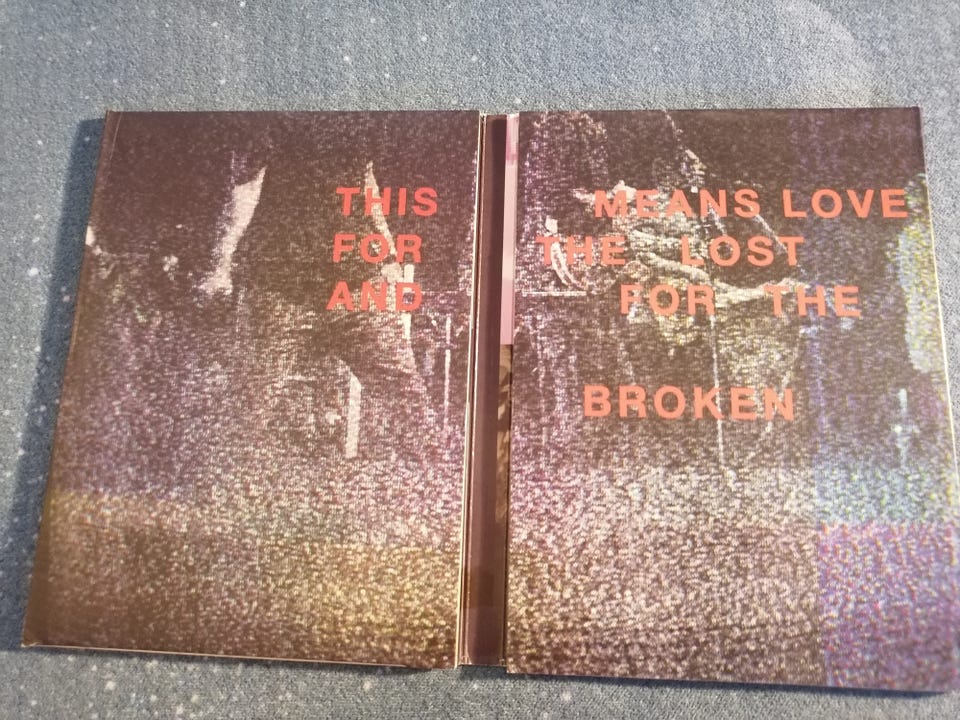 THIS MEANS LOVE
FOR THE LOST
AND FOR THE
BROKEN